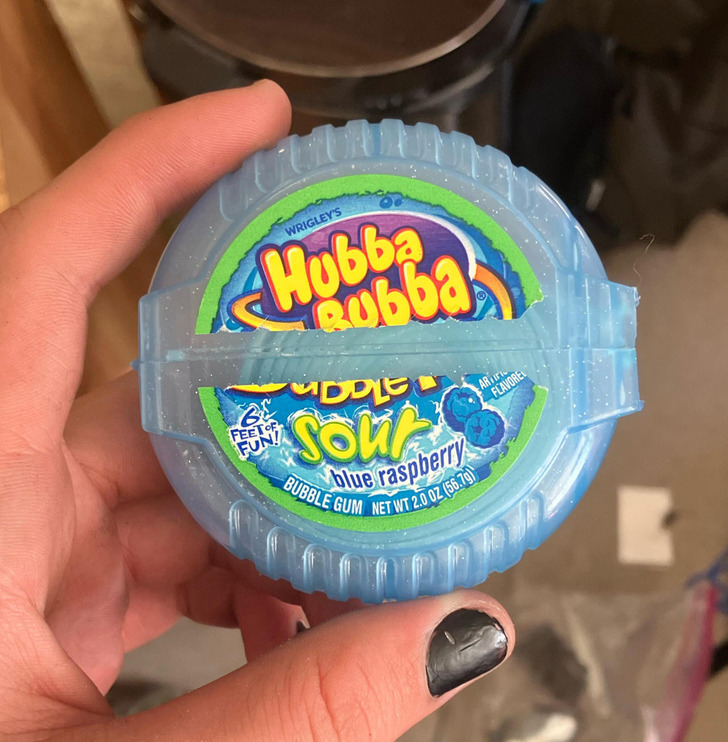 WRIGLEY'S
Hubba
Bubba®
6
FEET OF
FUN!
FLAVORED
sour
blue raspberry
BUBBLE GUM NET WT 2.0 OZ (56.7g)